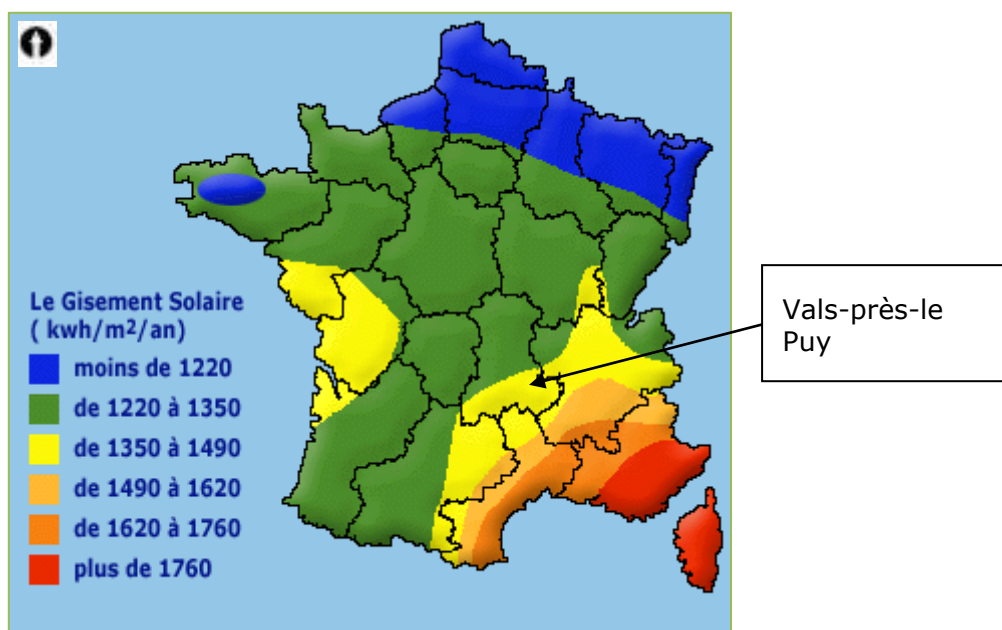 Le Gisement Solaire
( kwh/m²/an)
moins de 1220
de 1220 à 1350
de 1350 à 1490
de 1490 à 1620
de 1620 à 1760
plus de 1760
Vals-près-le
Puy